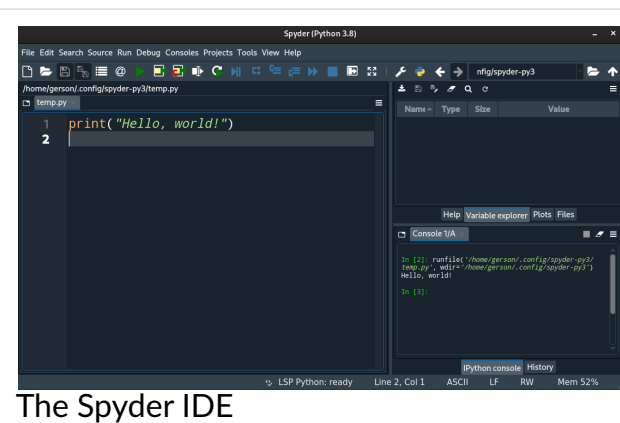 Spyder (Python 3.8)
File Edit Search Source Run Debug Consoles Projects Tools View Help
nfig/spyder-py3
/home/gerson/.config/spyder-py3/temp.py
temp.py
Name Type Size Value
1 print("Hello, world!")
2
Help Variable explorer Plots Files
Console 1/A
In [2]: runfile('/home/gerson/.config/spyder-py3/
temp.py', wdir='/home/gerson/.config/spyder-py3')
Hello, world!
In [3]:
IPython console History
LSP Python: ready Line 2, Col 1 ASCII LF RW Mem 52%
The Spyder IDE